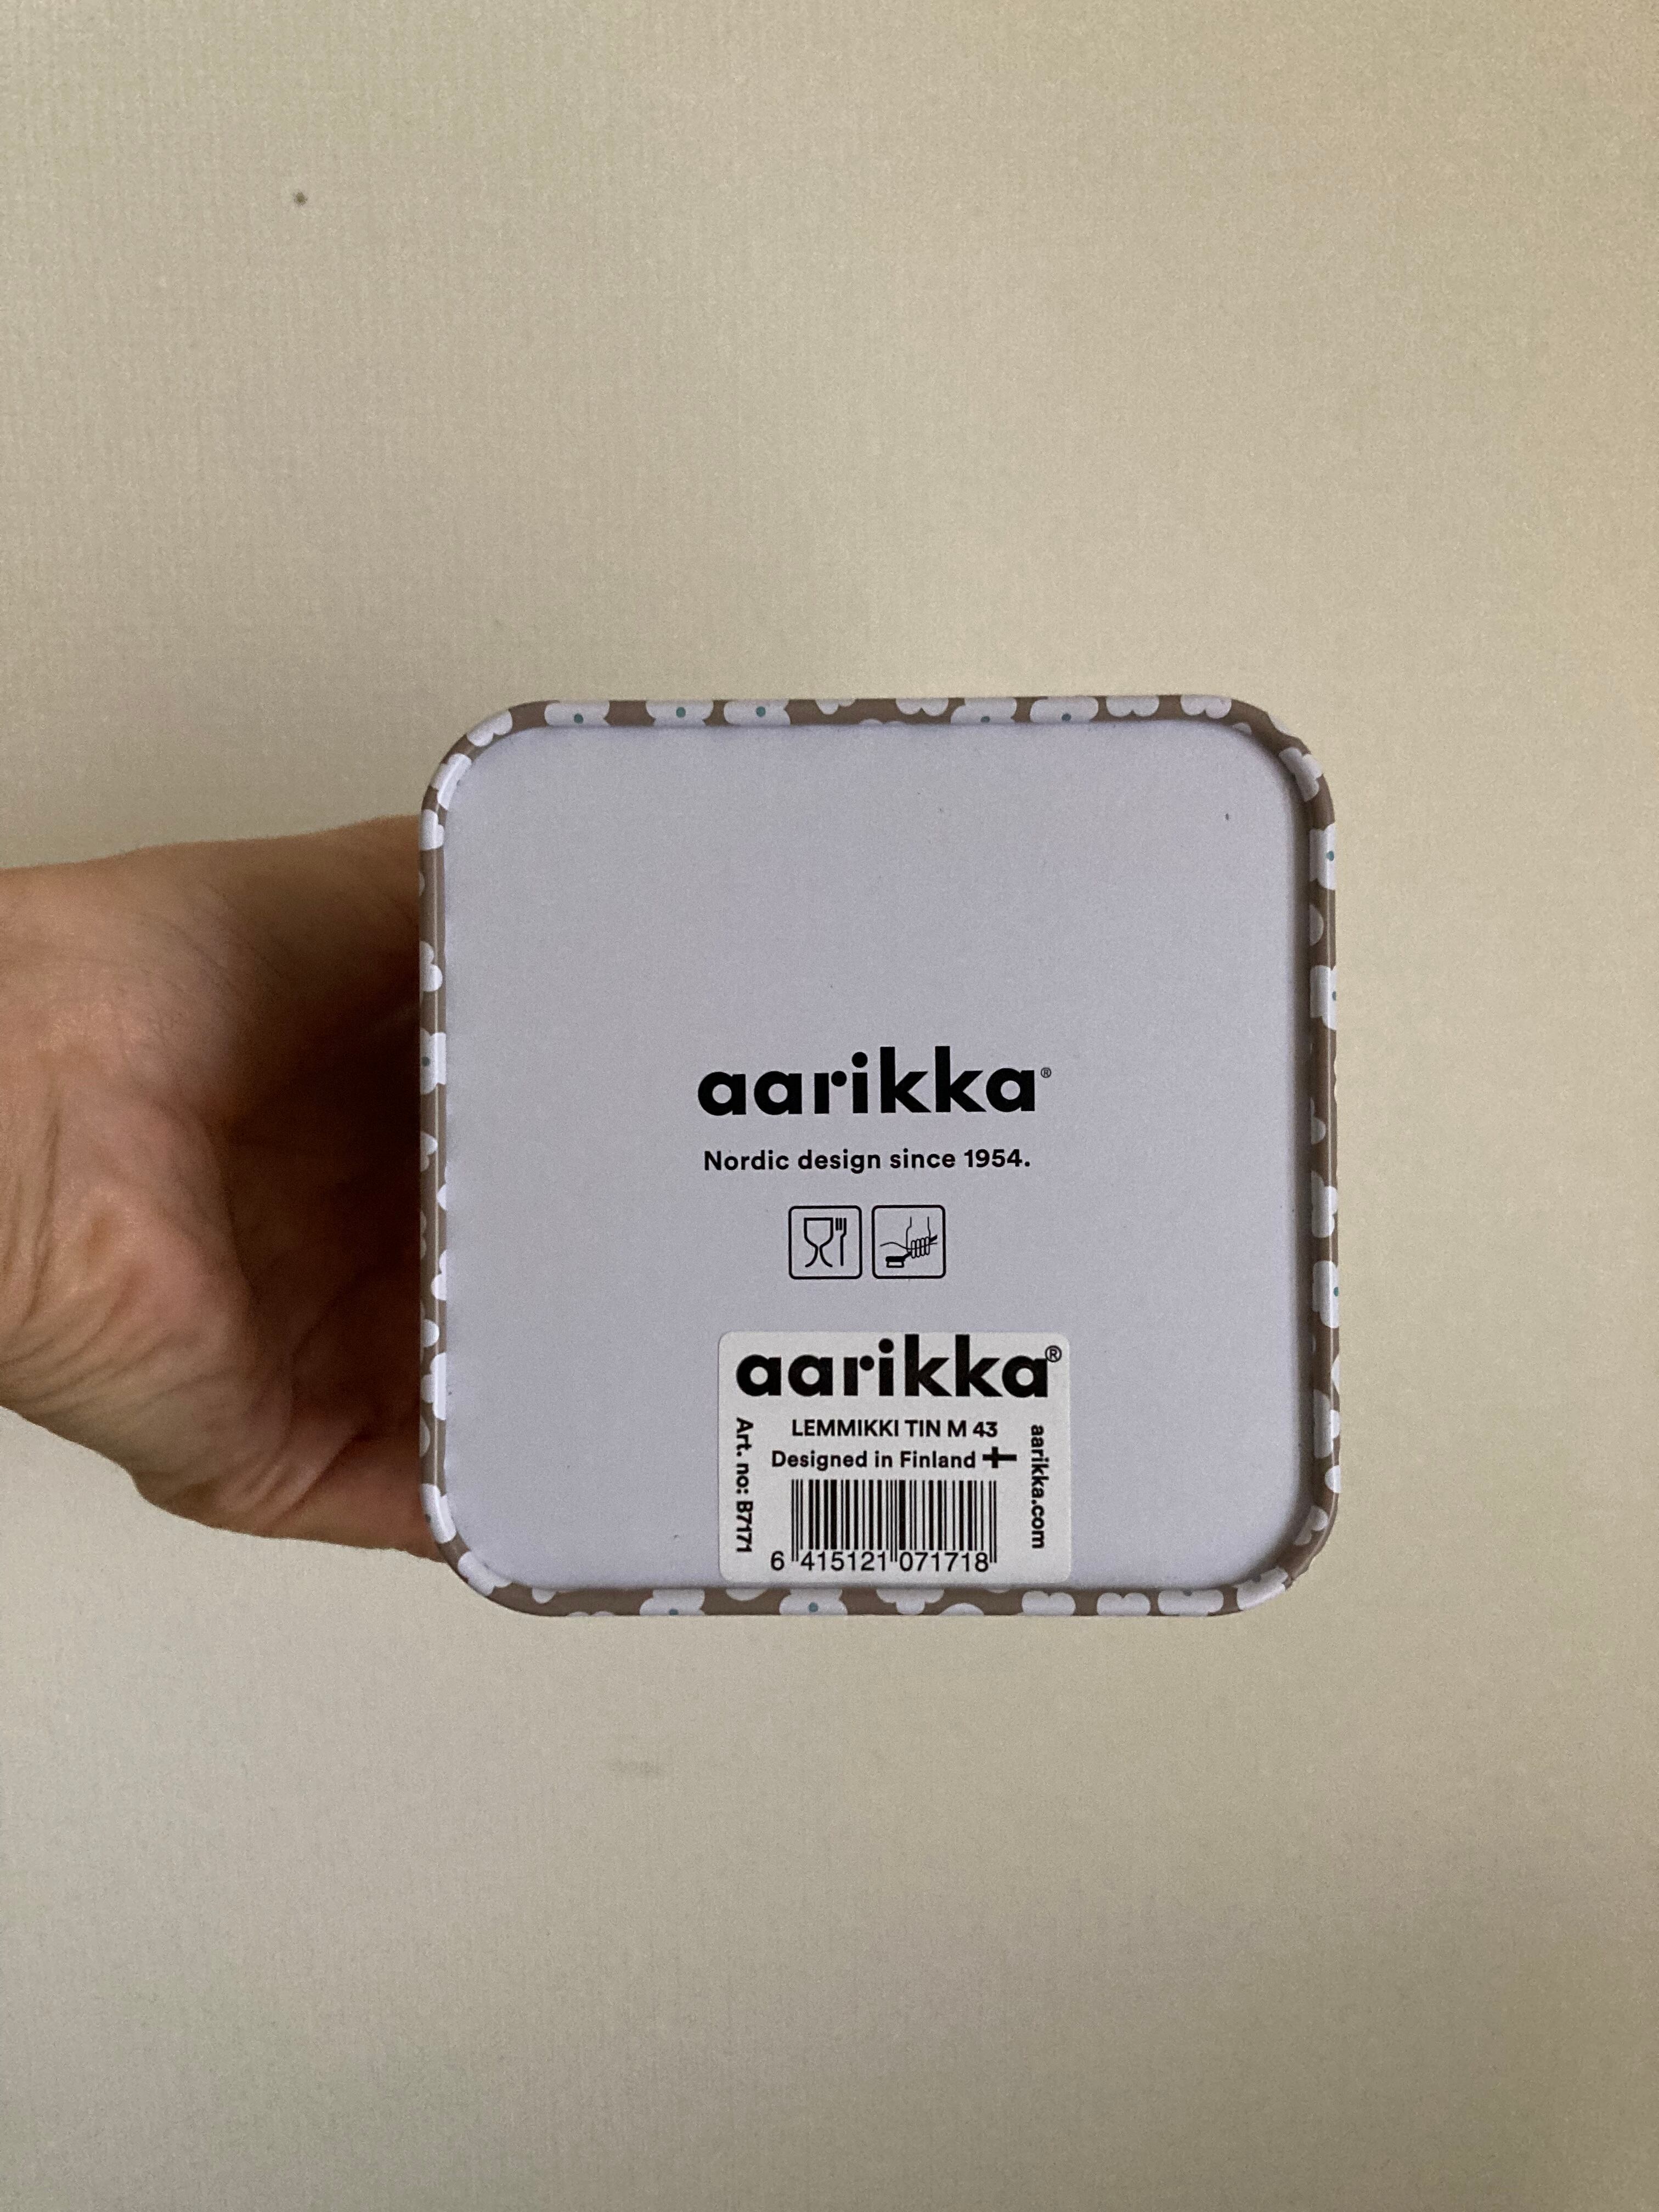 aarikka®
Nordic design since 1954.
aarikka®
LEMMIKKI TIN M 43
Designed in Finland
Art. no: B7171
aarikka.com
6 415121 071718